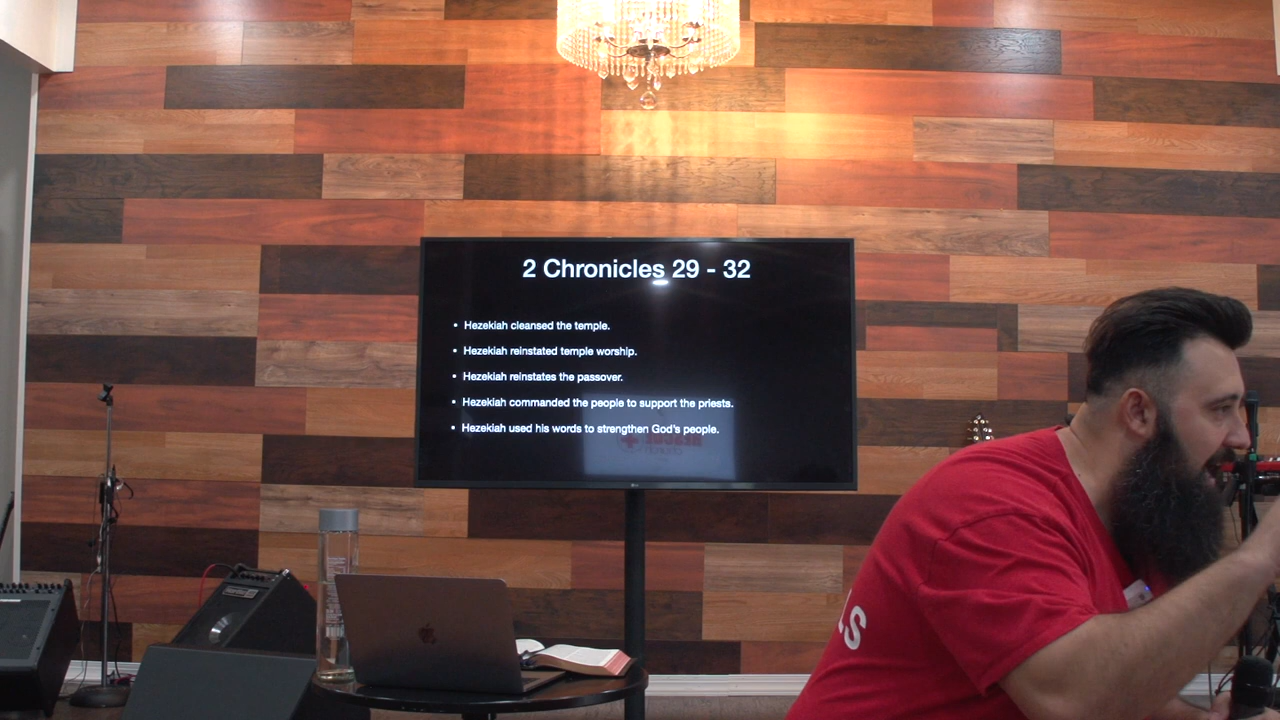 2 Chronicles 29 - 32
• Hezekiah cleansed the temple.
• Hezekiah reinstated temple worship.
• Hezekiah reinstates the passover.
• Hezekiah commanded the people to support the priests.
• Hezekiah used his words to strengthen God's people.
LS